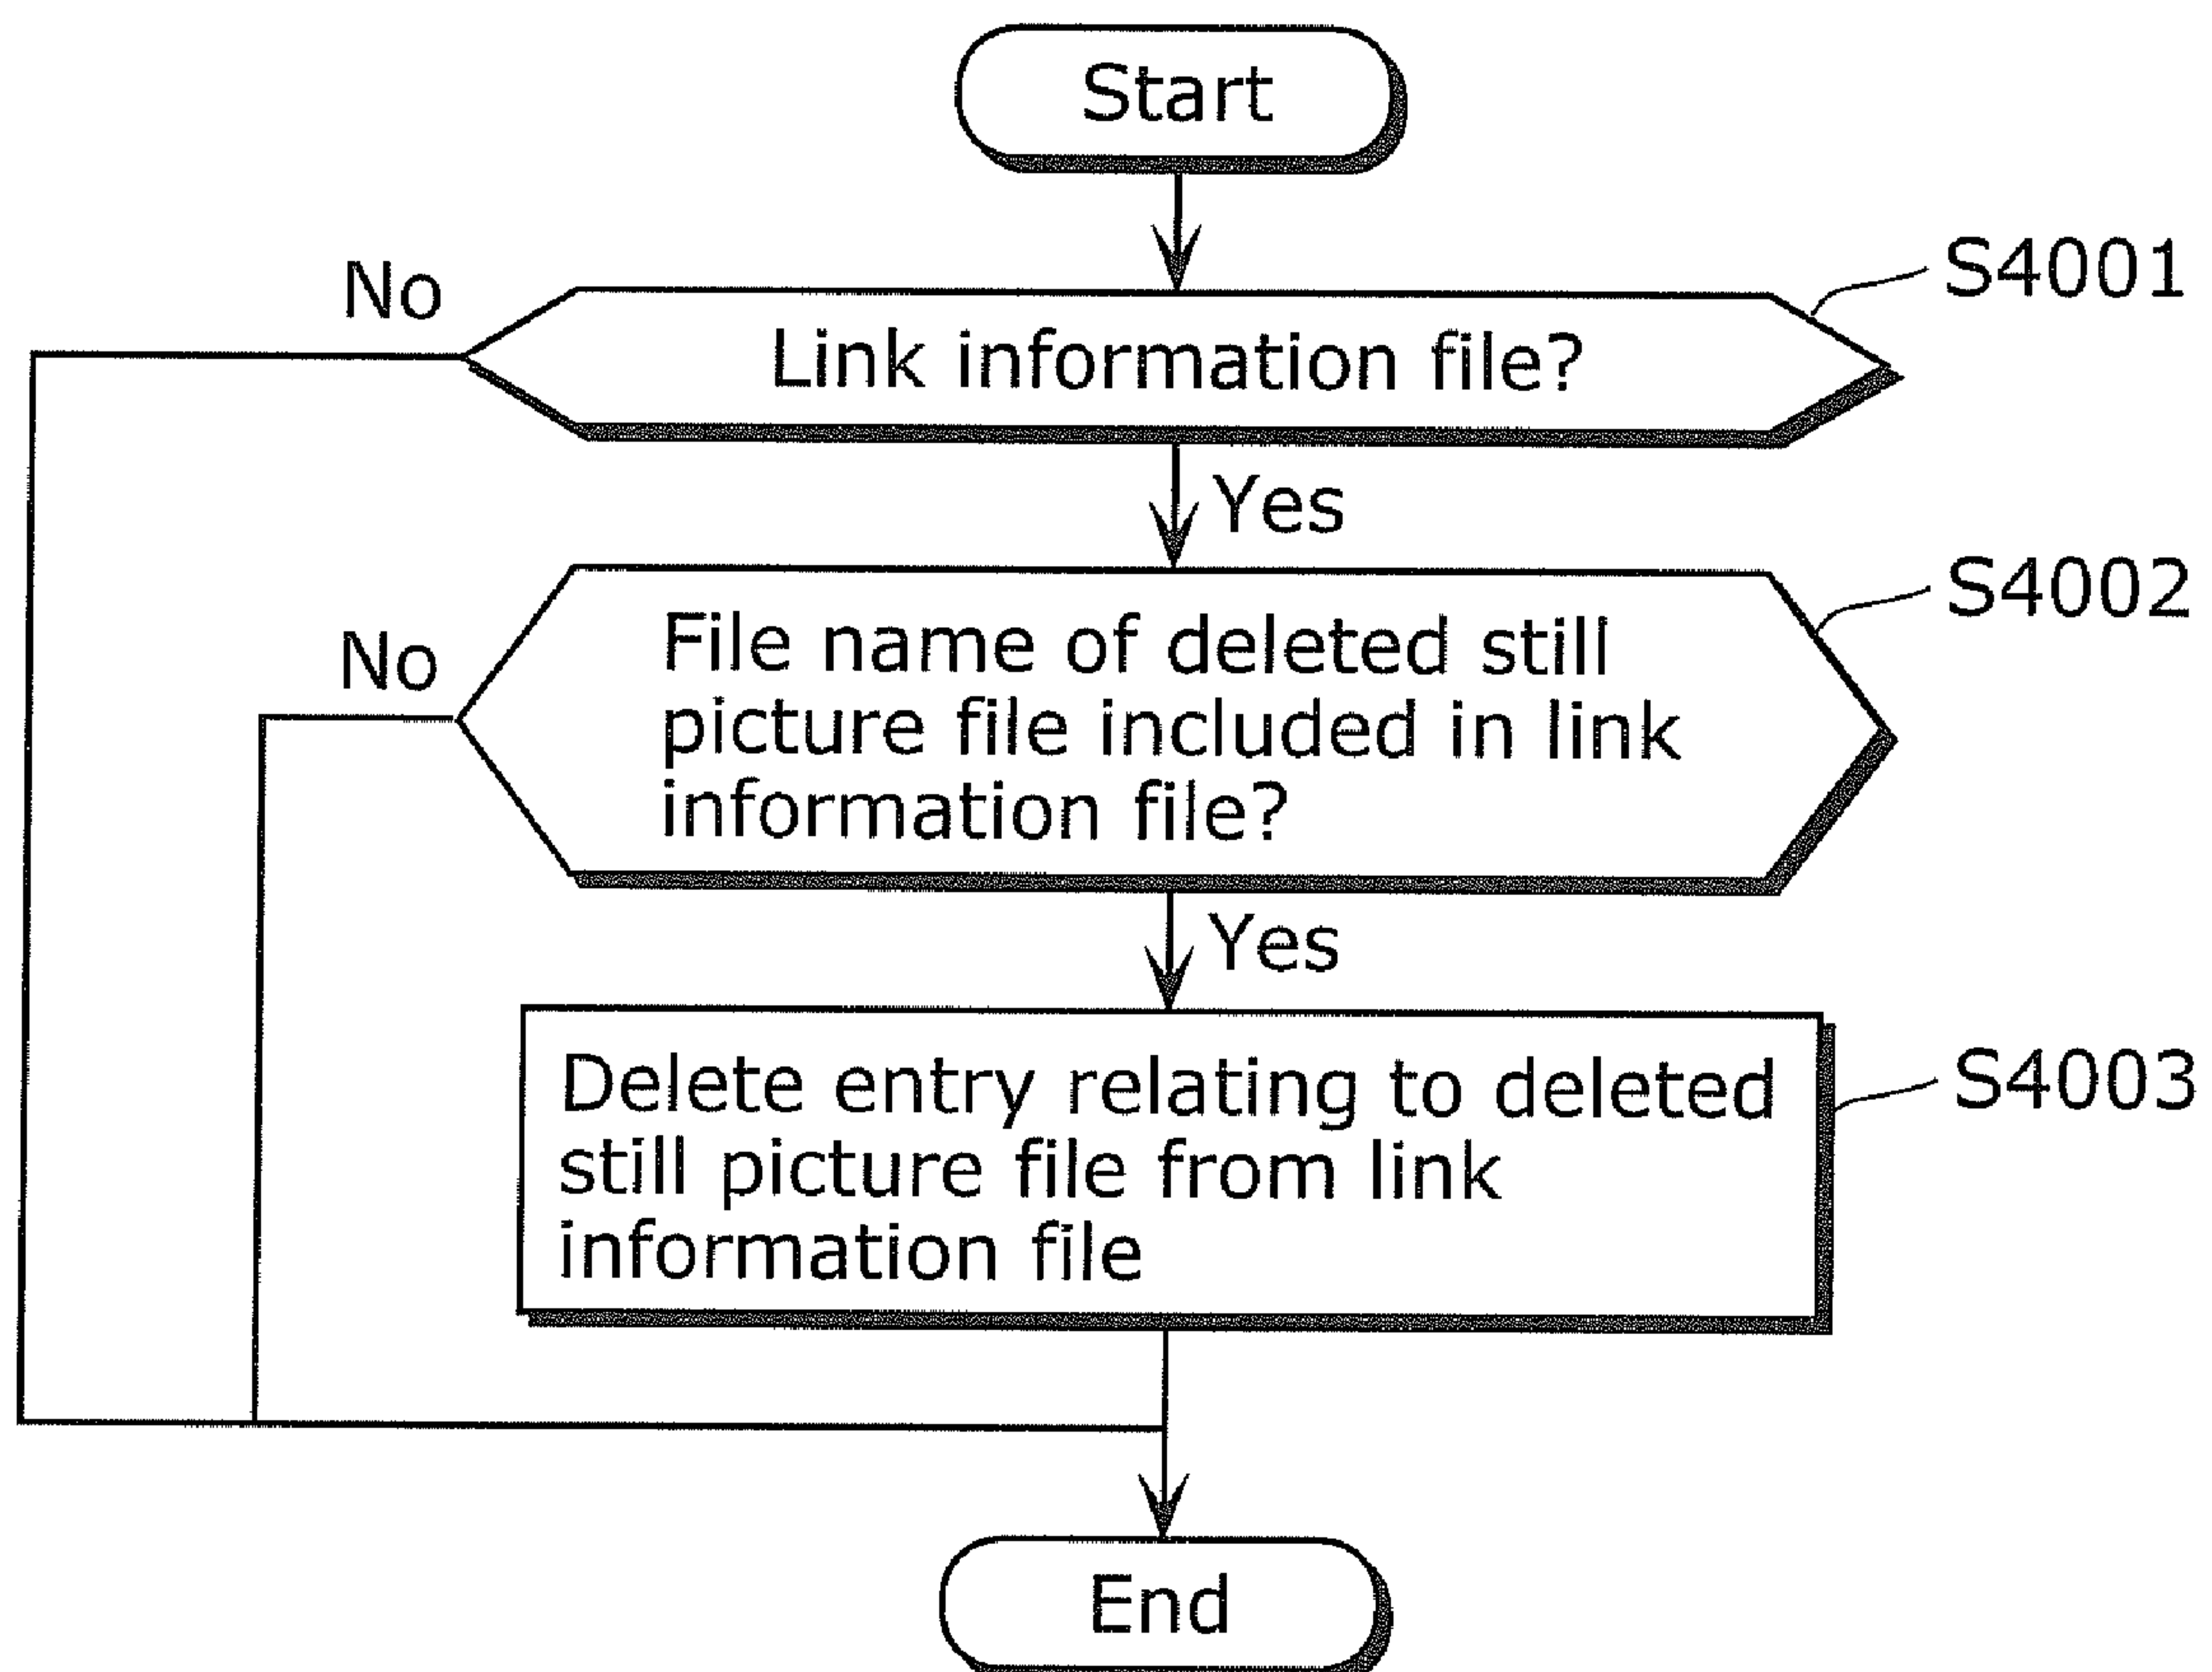 Start
S4001
No
Link information file?
Yes
S4002
No
File name of deleted still
picture file included in link
information file?
Yes
S4003
Delete entry relating to deleted
still picture file from link
information file
End